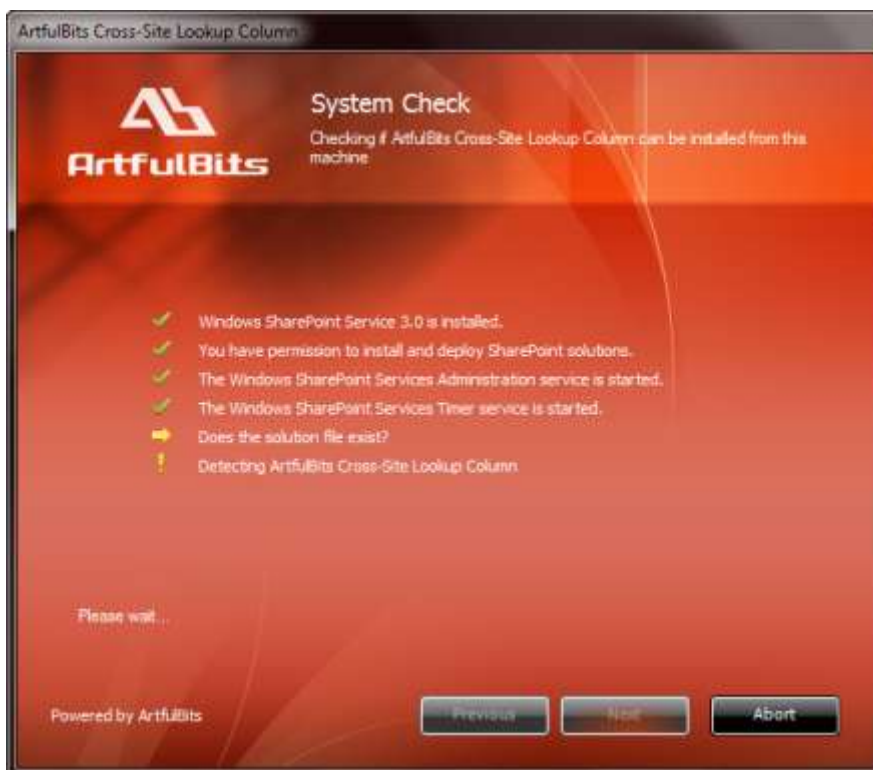 ArtfulBits Cross-Site Lookup Column
ArtfulBits
System Check
Checking if ArtfulBits Cross-Site Lookup Column can be installed from this
machine
Windows SharePoint Service 3.0 is installed.
You have permission to install and deploy SharePoint solutions.
The Windows SharePoint Services Administration service is started.
The Windows SharePoint Services Timer service is started.
Does the solution file exist?
Detecting ArtfulBits Cross-Site Lookup Column
Please wait...
Powered by ArtfulBits
Previous
Next
Abort